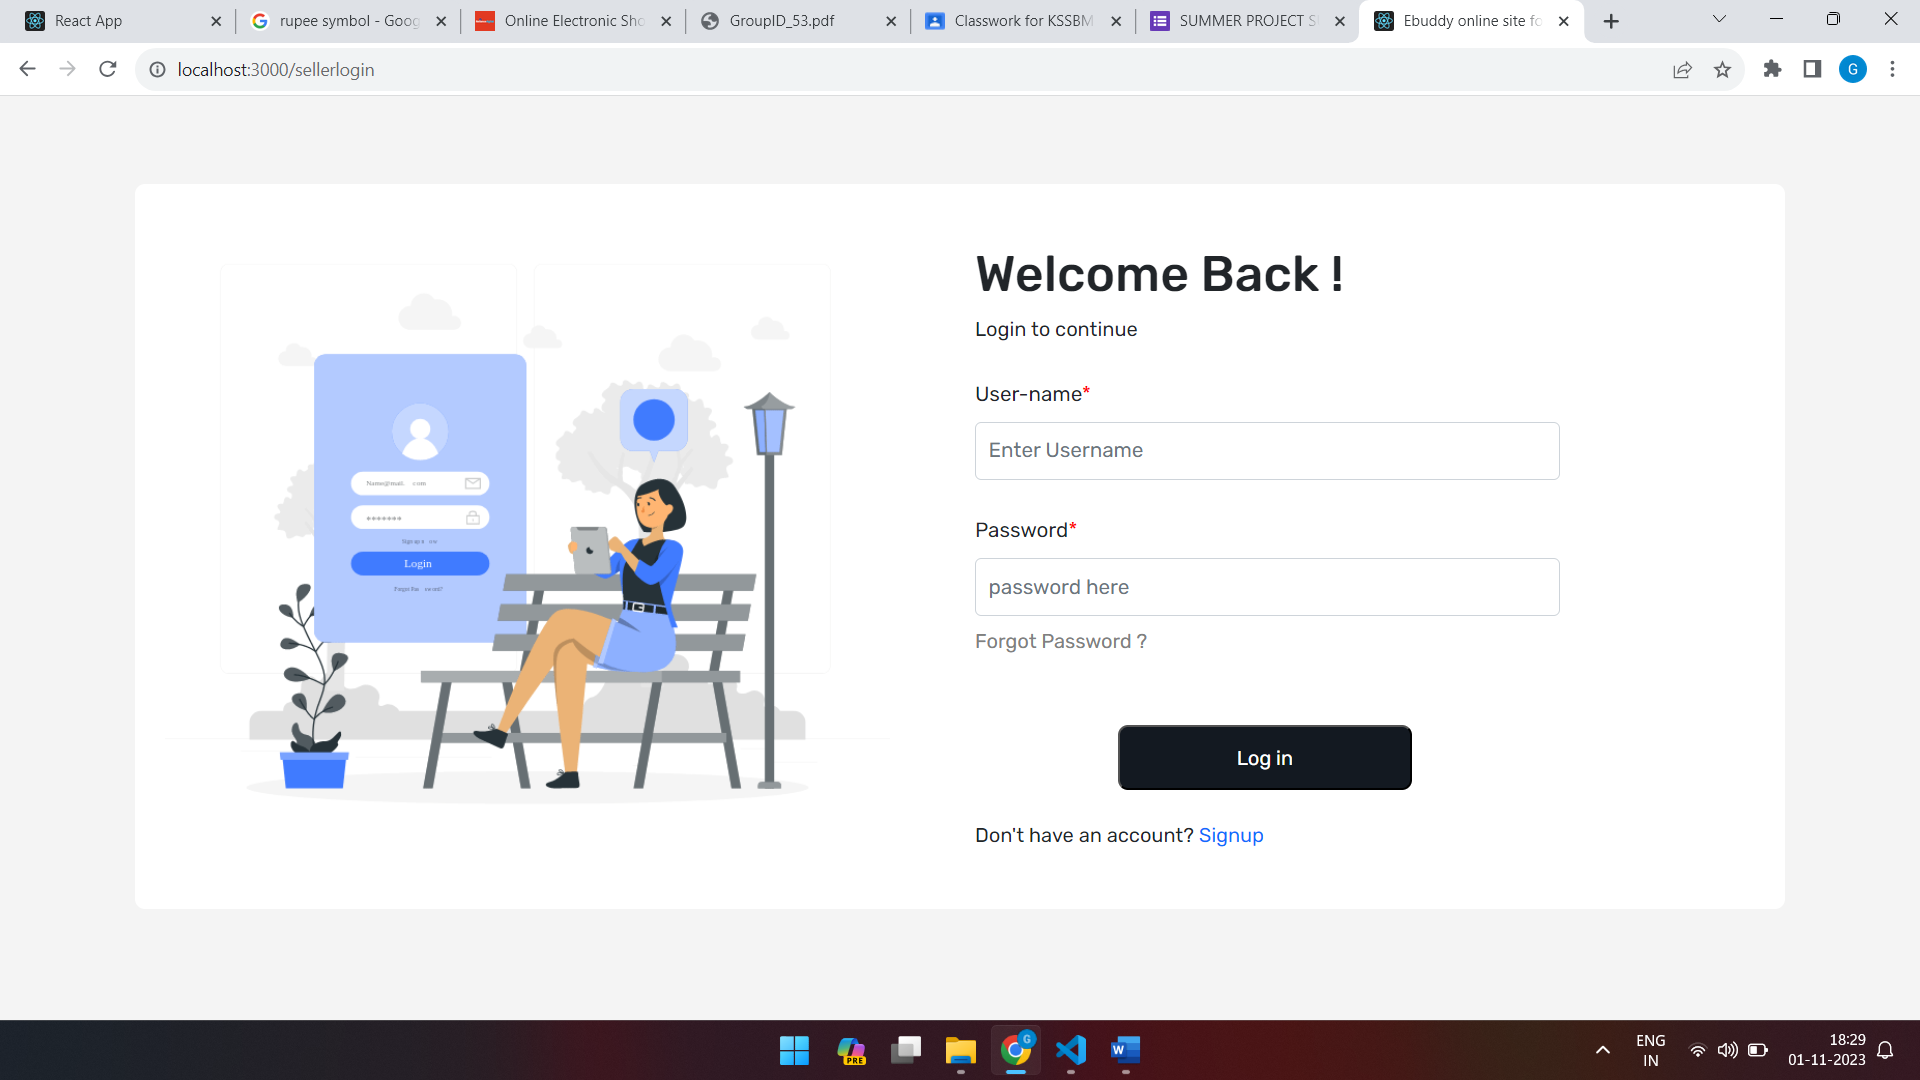 React App
rupee symbol - Goog
Online Electronic Sho
GroupID_53.pdf
Classwork for KSSBM
SUMMER PROJECT S
Ebuddy online site fo
localhost:3000/sellerlogin
G
Welcome Back !
Login to continue
User-name*
Enter Username
Password*
password here
Forgot Password ?
Log in
Don't have an account? Signup
Name@mail. com
*******
Login
PRE
G
W
ENG
IN
18:29
01-11-2023